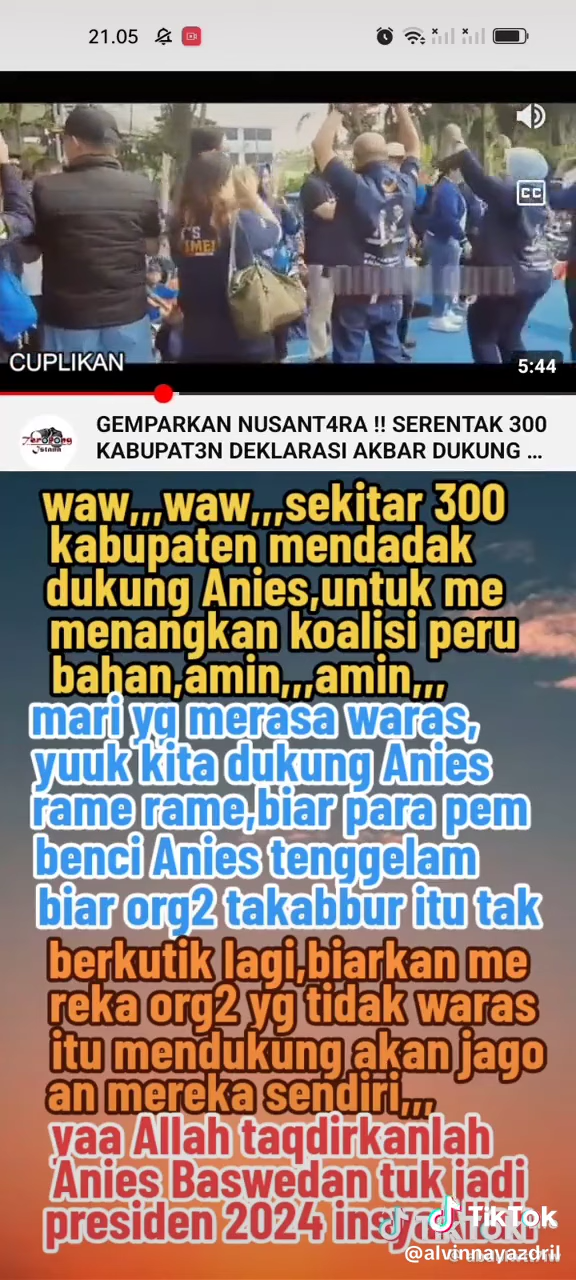 21.05
CC
CUPLIKAN
5:44
GEMPARKAN NUSANT4RA !! SERENTAK 300
KABUPAT3N DEKLARASI AKBAR DUKUNG ...
waw,,,waw,,,sekitar 300
kabupaten mendadak
dukung Anies,untuk me
menangkan koalisi peru
bahan,amin,,,amin,,,
mari yg merasa waras,
yuuk kita dukung Anies
rame rame,biar para pem
benci Anies tenggelam
biar org2 takabbur itu tak
berkutik lagi,biarkan me
reka org2 yg tidak waras
itu mendukung akan jago
an mereka sendiri,,,
yaa Allah taqdirkanlah
Anies Baswedan tuk jadi
presiden 2024
TikTok
@alvinnayazdril